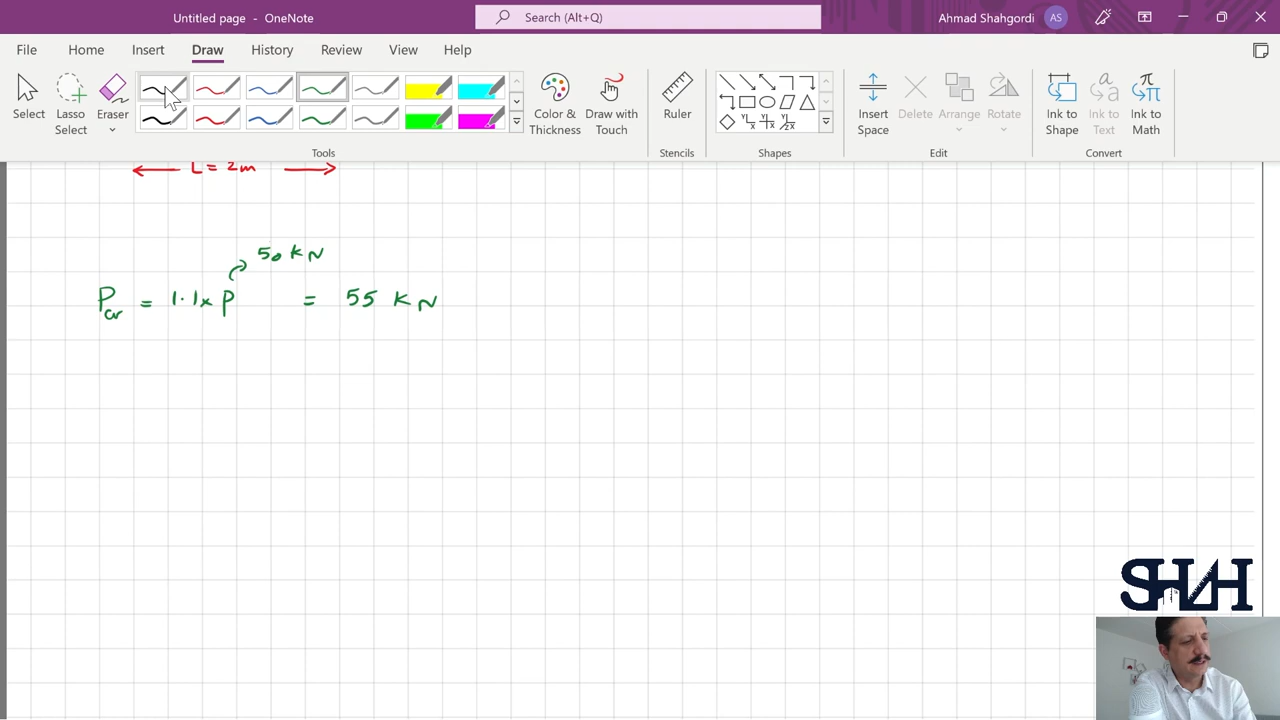 Untitled page - OneNote
Search (Alt+Q)
Ahmad Shahgordi
AS
File
Home
Insert
Draw
History
Review
View
Help
Select
Lasso
Select
Eraser
Color &
Thickness
Draw with
Touch
Ruler
Insert
Space
Delete
Arrange
Rotate
Ink to
Shape
Ink to
Text
Ink to
Math
Tools
Stencils
Shapes
Edit
Convert
L = 2m
50 kN
Pcr = 1.1x P = 55 kN
SHAH